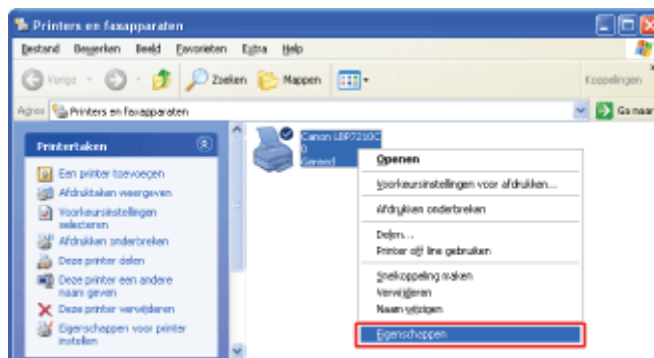 Printers en faxapparaten
Bestand Bewerken Beeld Favorieten Extra Help
Vorige Zoeken Mappen Koppelingen
Adres Printers en faxapparaten Ga naar
Printertaken
Een printer toevoegen
Afdruktaken weergeven
Voorkeursinstellingen
selecteren
Afdrukken onderbreken
Deze printer delen
Deze printer een andere
naam geven
Deze printer verwijderen
Eigenschappen voor printer
instellen
Canon LBP7210C
0
Gereed
Openen
Voorkeursinstellingen voor afdrukken...
Afdrukken onderbreken
Delen...
Printer off line gebruiken
Snelkoppeling maken
Verwijderen
Naam wijzigen
Eigenschappen